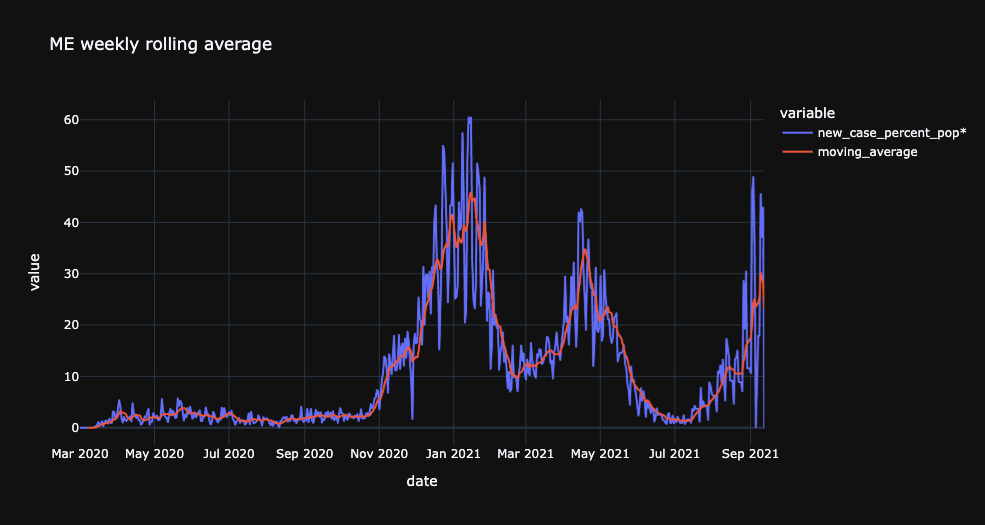 ME weekly rolling average
variable
new_case_percent_pop*
moving_average
value
60
50
40
30
20
10
0
Mar 2020 May 2020 Jul 2020 Sep 2020 Nov 2020 Jan 2021 Mar 2021 May 2021 Jul 2021 Sep 2021
date